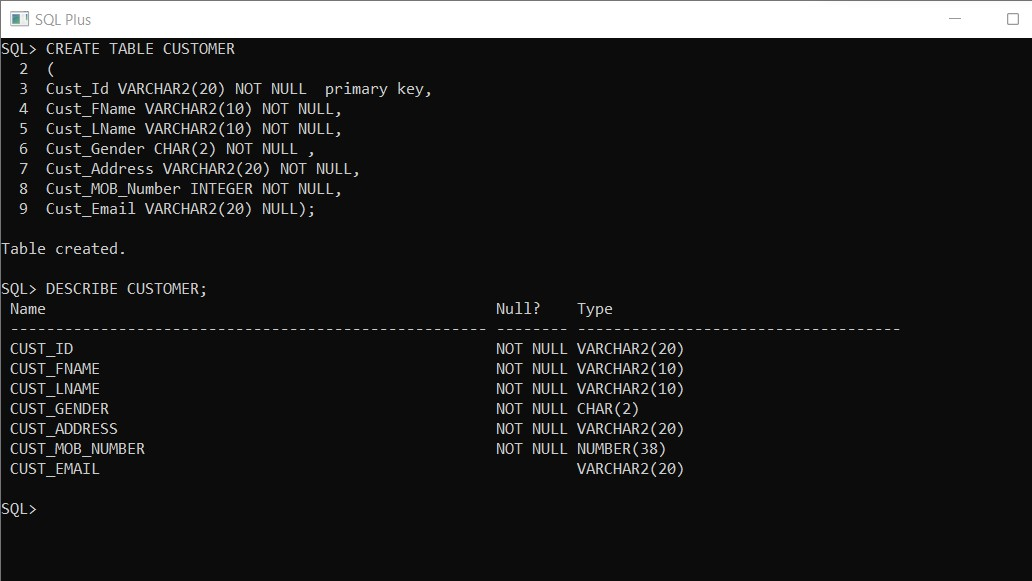 SQL Plus
SQL> CREATE TABLE CUSTOMER
  2  (
  3  Cust_Id VARCHAR2(20) NOT NULL  primary key,
  4  Cust_FName VARCHAR2(10) NOT NULL,
  5  Cust_LName VARCHAR2(10) NOT NULL,
  6  Cust_Gender CHAR(2) NOT NULL ,
  7  Cust_Address VARCHAR2(20) NOT NULL,
  8  Cust_MOB_Number INTEGER NOT NULL,
  9  Cust_Email VARCHAR2(20) NULL);
Table created.
SQL> DESCRIBE CUSTOMER;
 Name                                                  Null?    Type
 ----------------------------------------------------- -------- ------------------------------------
 CUST_ID                                               NOT NULL VARCHAR2(20)
 CUST_FNAME                                            NOT NULL VARCHAR2(10)
 CUST_LNAME                                            NOT NULL VARCHAR2(10)
 CUST_GENDER                                           NOT NULL CHAR(2)
 CUST_ADDRESS                                          NOT NULL VARCHAR2(20)
 CUST_MOB_NUMBER                                       NOT NULL NUMBER(38)
 CUST_EMAIL                                                     VARCHAR2(20)
SQL>